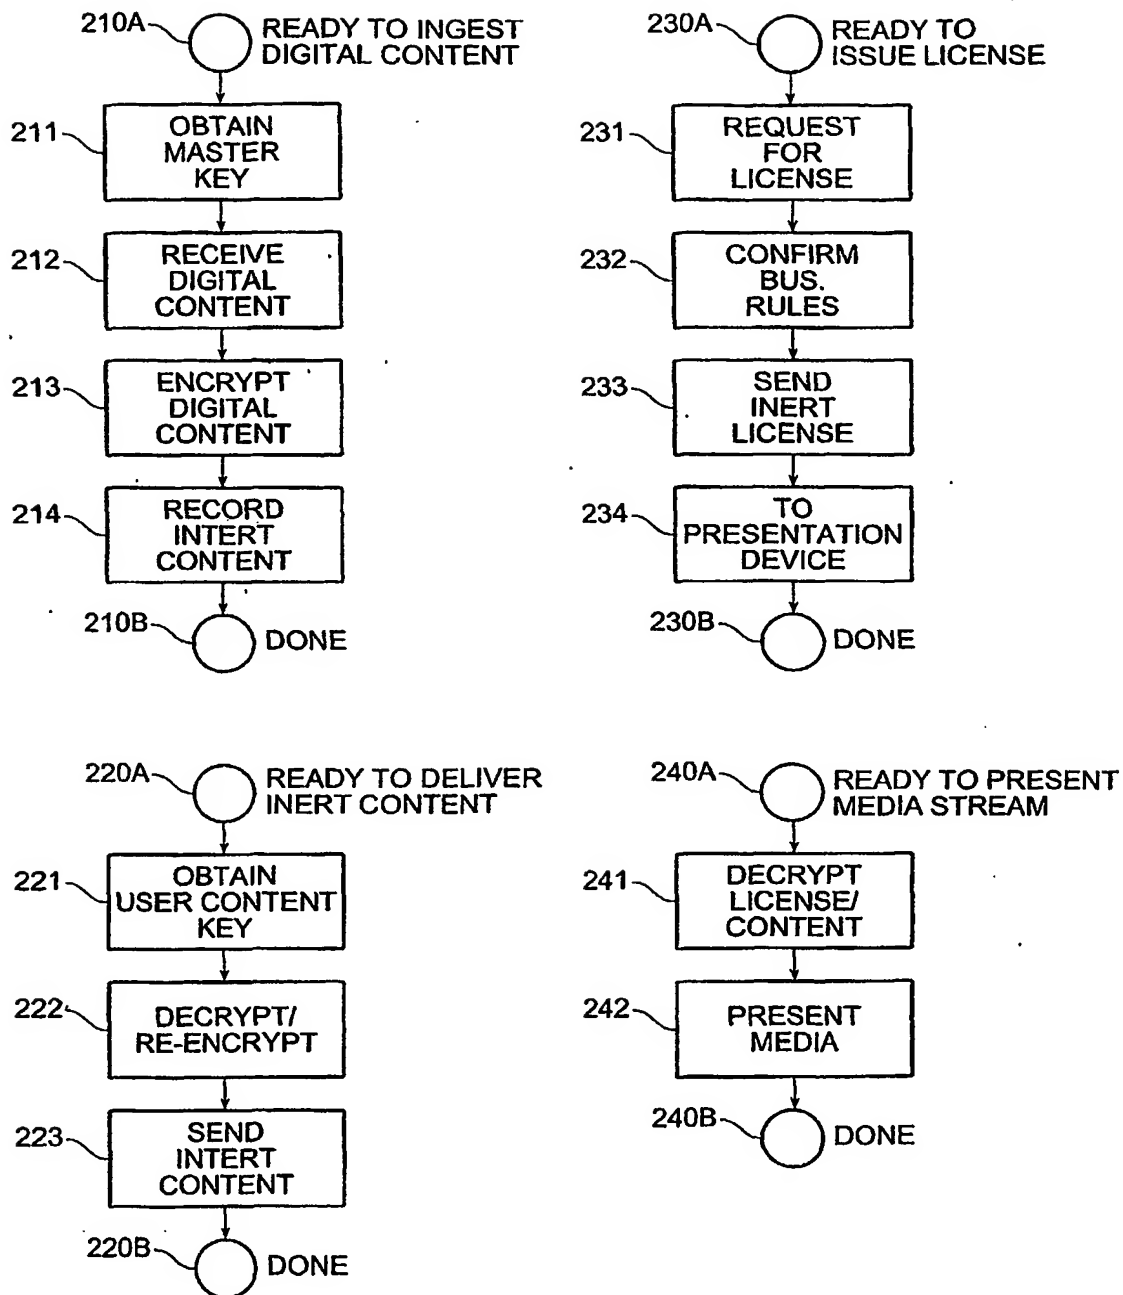 210A
READY TO INGEST
DIGITAL CONTENT
211
OBTAIN
MASTER
KEY
212
RECEIVE
DIGITAL
CONTENT
213
ENCRYPT
DIGITAL
CONTENT
214
RECORD
INTERT
CONTENT
210B
DONE
230A
READY TO
ISSUE LICENSE
231
REQUEST
FOR
LICENSE
232
CONFIRM
BUS.
RULES
233
SEND
INERT
LICENSE
234
TO
PRESENTATION
DEVICE
230B
DONE
220A
READY TO DELIVER
INERT CONTENT
221
OBTAIN
USER CONTENT
KEY
222
DECRYPT/
RE-ENCRYPT
223
SEND
INTERT
CONTENT
220B
DONE
240A
READY TO PRESENT
MEDIA STREAM
241
DECRYPT
LICENSE/
CONTENT
242
PRESENT
MEDIA
240B
DONE